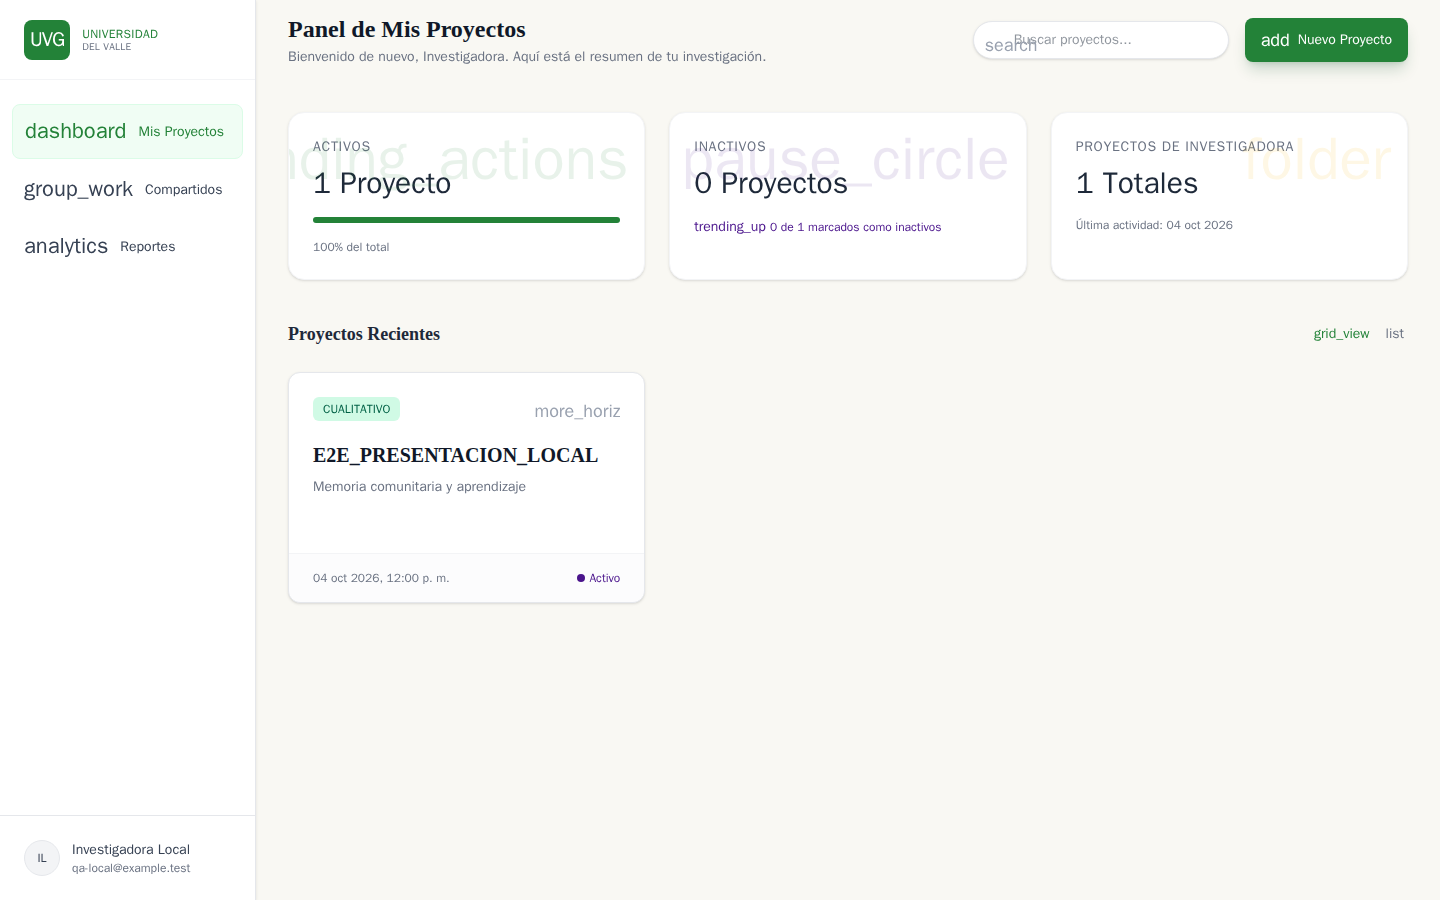 UVG
UNIVERSIDAD
DEL VALLE
dashboard Mis Proyectos
group_work Compartidos
analytics Reportes
IL
Investigadora Local
qa-local@example.test
Panel de Mis Proyectos
Bienvenido de nuevo, Investigadora. Aquí está el resumen de tu investigación.
search
Buscar proyectos...
add Nuevo Proyecto
nding_actions
ACTIVOS
1 Proyecto
100% del total
pause_circle
INACTIVOS
0 Proyectos
trending_up 0 de 1 marcados como inactivos
folder
PROYECTOS DE INVESTIGADORA
1 Totales
Última actividad: 04 oct 2026
Proyectos Recientes
grid_view list
CUALITATIVO
more_horiz
E2E_PRESENTACION_LOCAL
Memoria comunitaria y aprendizaje
04 oct 2026, 12:00 p. m.
Activo